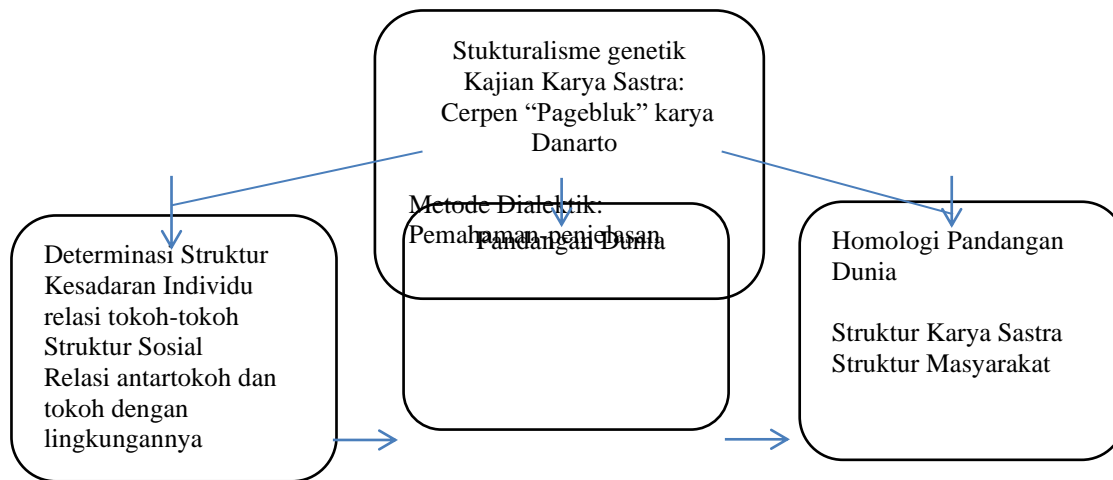 Stukturalisme genetik
Kajian Karya Sastra:
Cerpen “Pagebluk” karya
Danarto
Metode Dialektik:
Pemahaman-penjelasan
Pandangan Dunia
Determinasi Struktur
Kesadaran Individu
relasi tokoh-tokoh
Struktur Sosial
Relasi antartokoh dan
tokoh dengan
lingkungannya
Homologi Pandangan
Dunia
Struktur Karya Sastra
Struktur Masyarakat